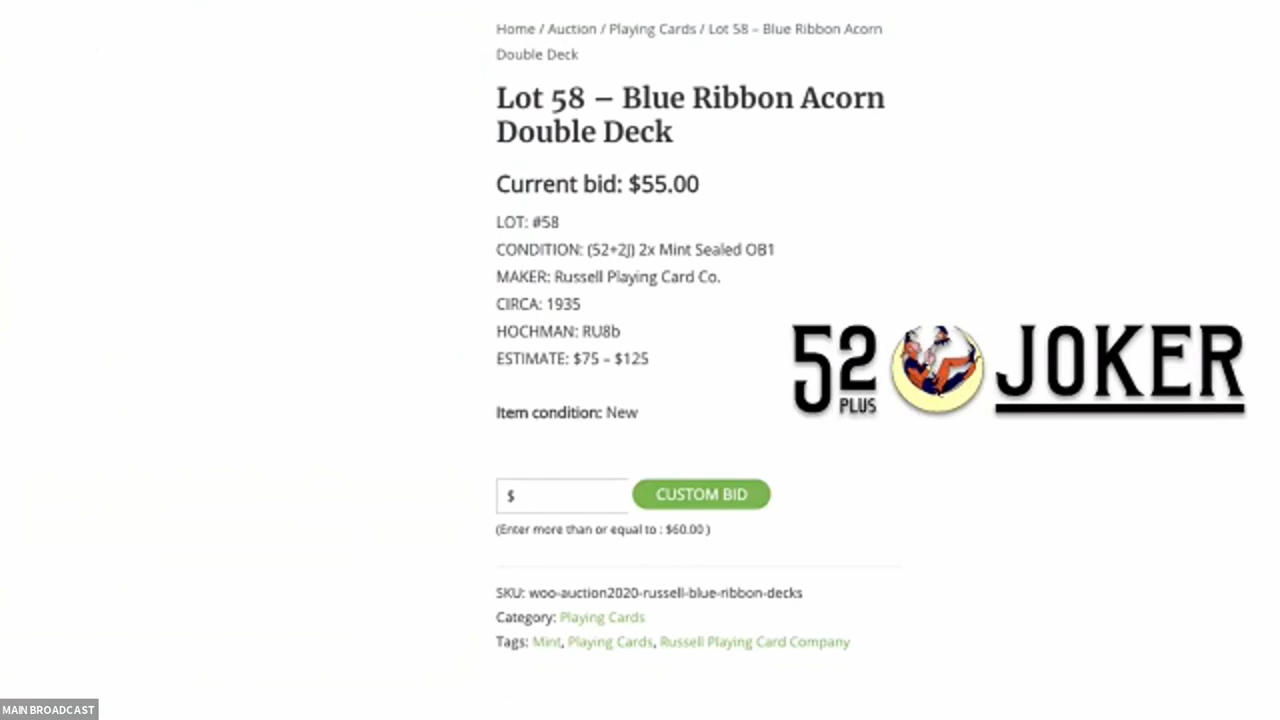 Home / Auction / Playing Cards / Lot 58 – Blue Ribbon Acorn
Double Deck
Lot 58 – Blue Ribbon Acorn
Double Deck
Current bid: $55.00
LOT: #58
CONDITION: (52+2J) 2x Mint Sealed OB1
MAKER: Russell Playing Card Co.
CIRCA: 1935
HOCHMAN: RU8b
ESTIMATE: $75 – $125
52 PLUS JOKER
Item condition: New
$ CUSTOM BID
(Enter more than or equal to : $60.00 )
SKU: woo-auction2020-russell-blue-ribbon-decks
Category: Playing Cards
Tags: Mint, Playing Cards, Russell Playing Card Company
MAIN BROADCAST